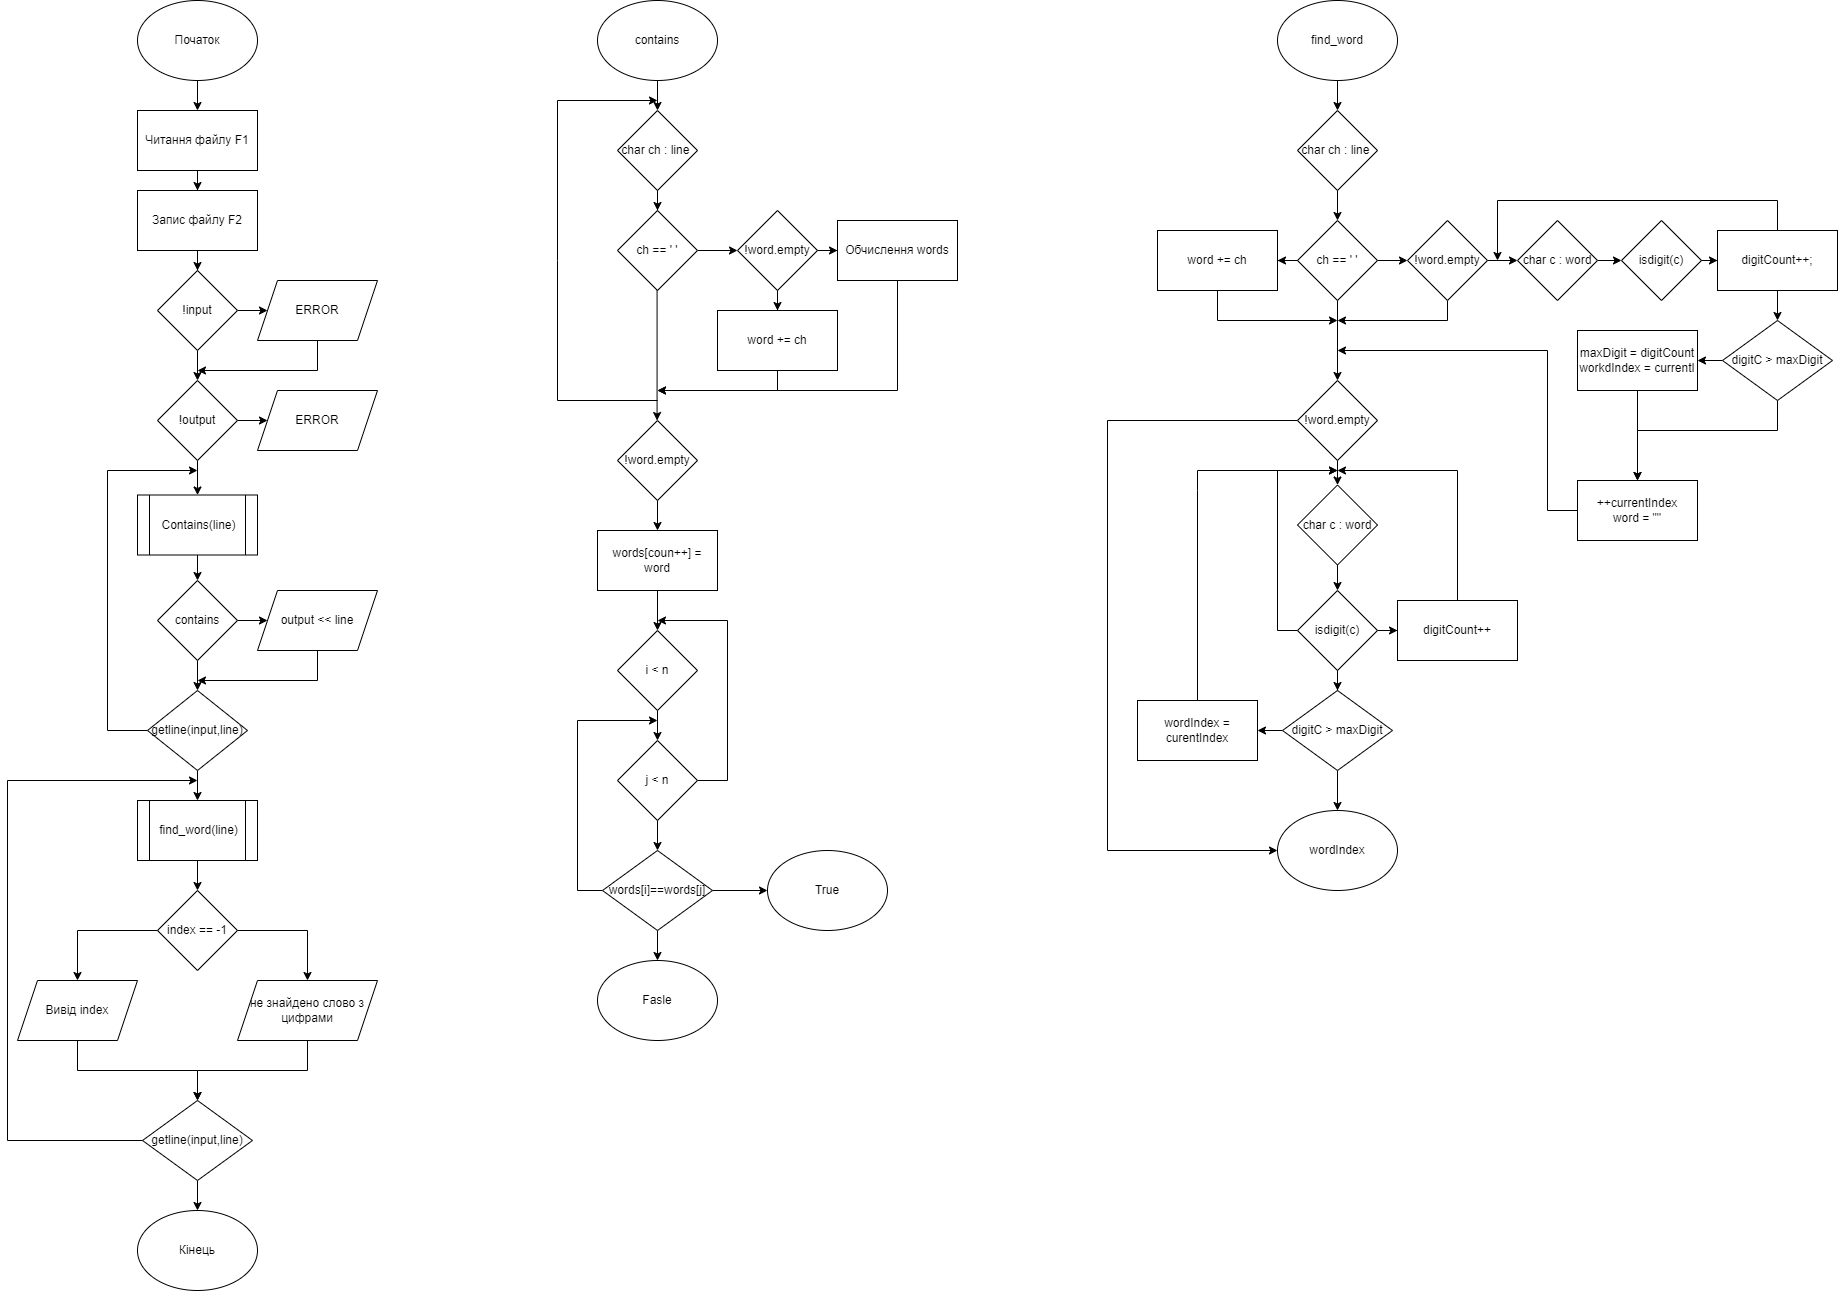 Початок
Читання файлу F1
Запис файлу F2
!input
ERROR
!output
ERROR
Contains(line)
contains
output << line
getline(input,line)
find_word(line)
index == -1
Вивід index
не знайдено слово з
цифрами
getline(input,line)
Кінець
contains
char ch : line
ch == ' '
!word.empty
Обчислення words
word += ch
!word.empty
words[coun++] =
word
i < n
j < n
words[i]==words[j]
True
Fasle
find_word
char ch : line
word += ch
ch == ' '
!word.empty
char c : word
isdigit(c)
digitCount++;
digitC > maxDigit
maxDigit = digitCount
workdIndex = currentI
++currentIndex
word = ""
!word.empty
char c : word
isdigit(c)
digitCount++
digitC > maxDigit
wordIndex =
curentIndex
wordIndex